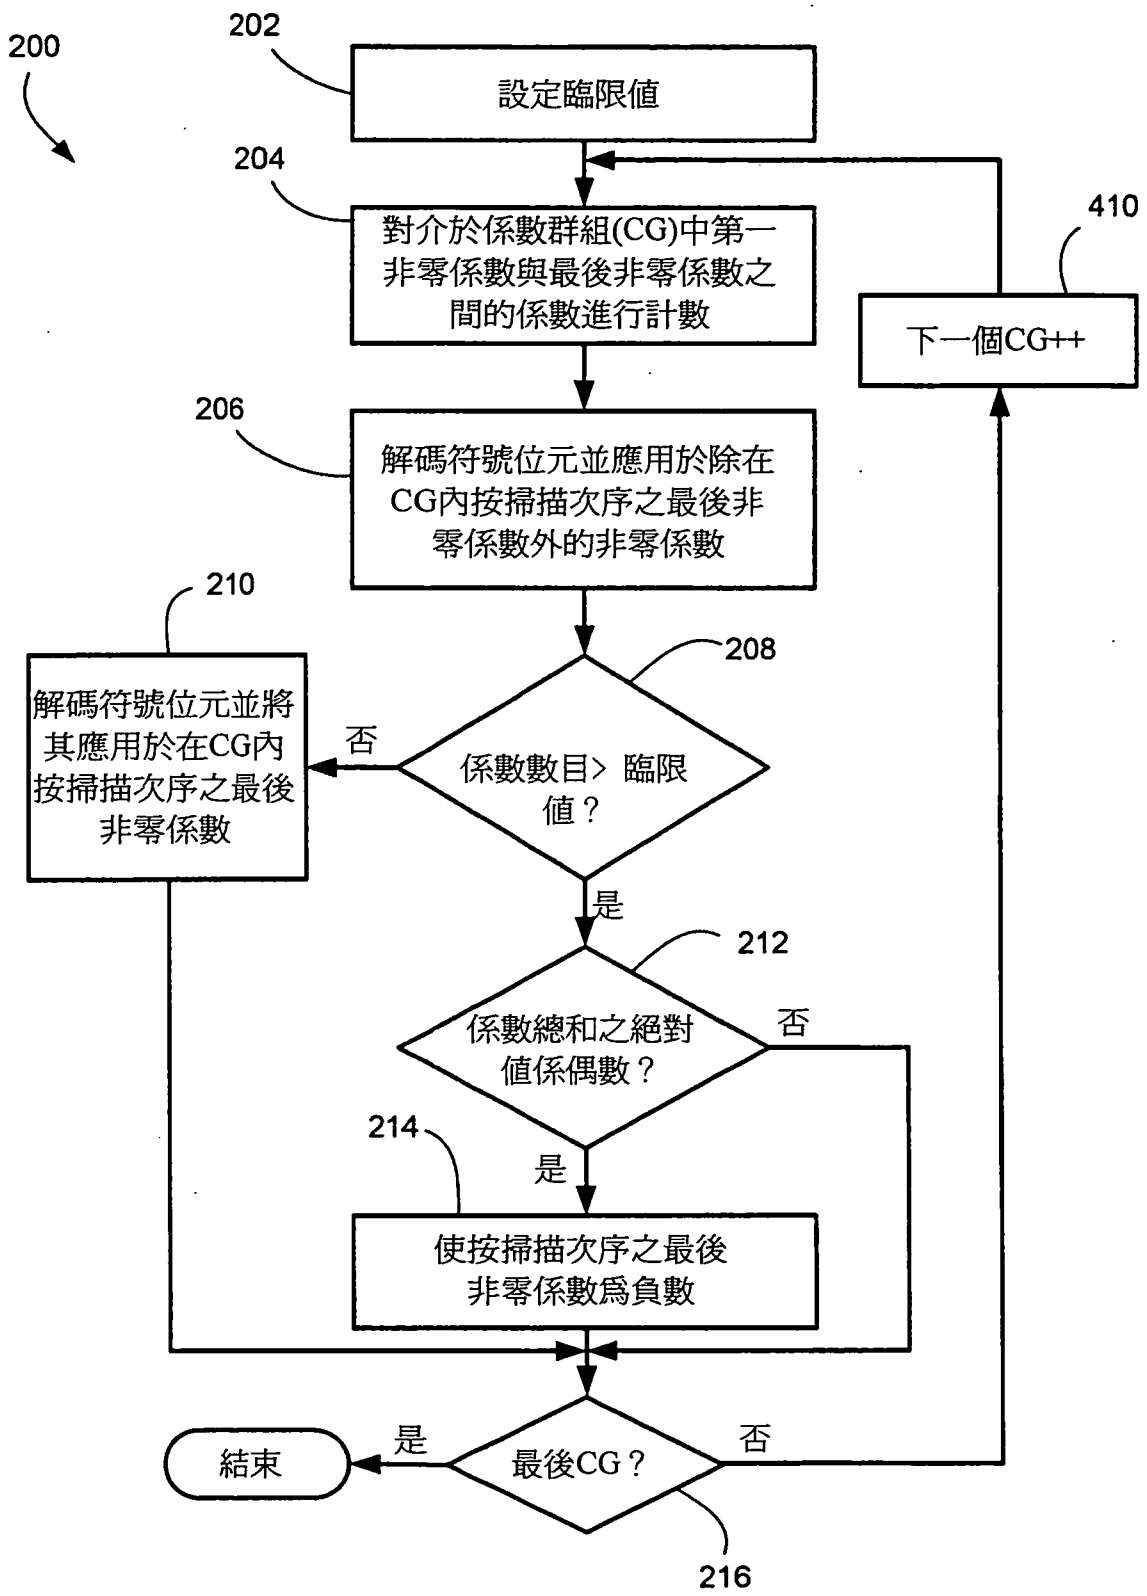 200
202
設定臨限值
204
對介於係數群組(CG)中第一
非零係數與最後非零係數之
間的係數進行計數
410
下一個CG++
206
解碼符號位元並應用於除在
CG內按掃描次序之最後非
零係數外的非零係數
210
解碼符號位元並將
其應用於在CG內
按掃描次序之最後
非零係數
否
208
係數數目> 臨限
值？
是
212
係數總和之絕對
值係偶數？
否
214
是
使按掃描次序之最後
非零係數爲負數
結束
是
最後CG？
否
216